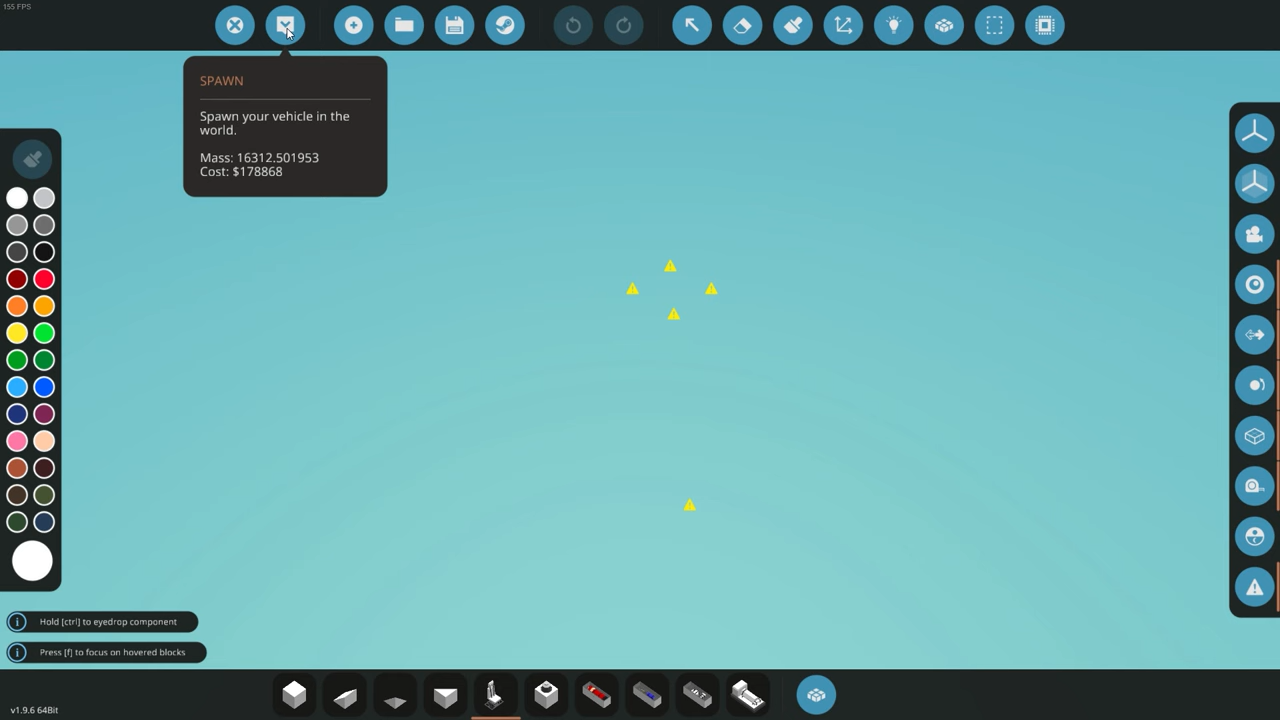 155 FPS
SPAWN
Spawn your vehicle in the
world.
Mass: 16312.501953
Cost: $178868
Hold [ctrl] to eyedrop component
Press [f] to focus on hovered blocks
v1.9.6 64Bit